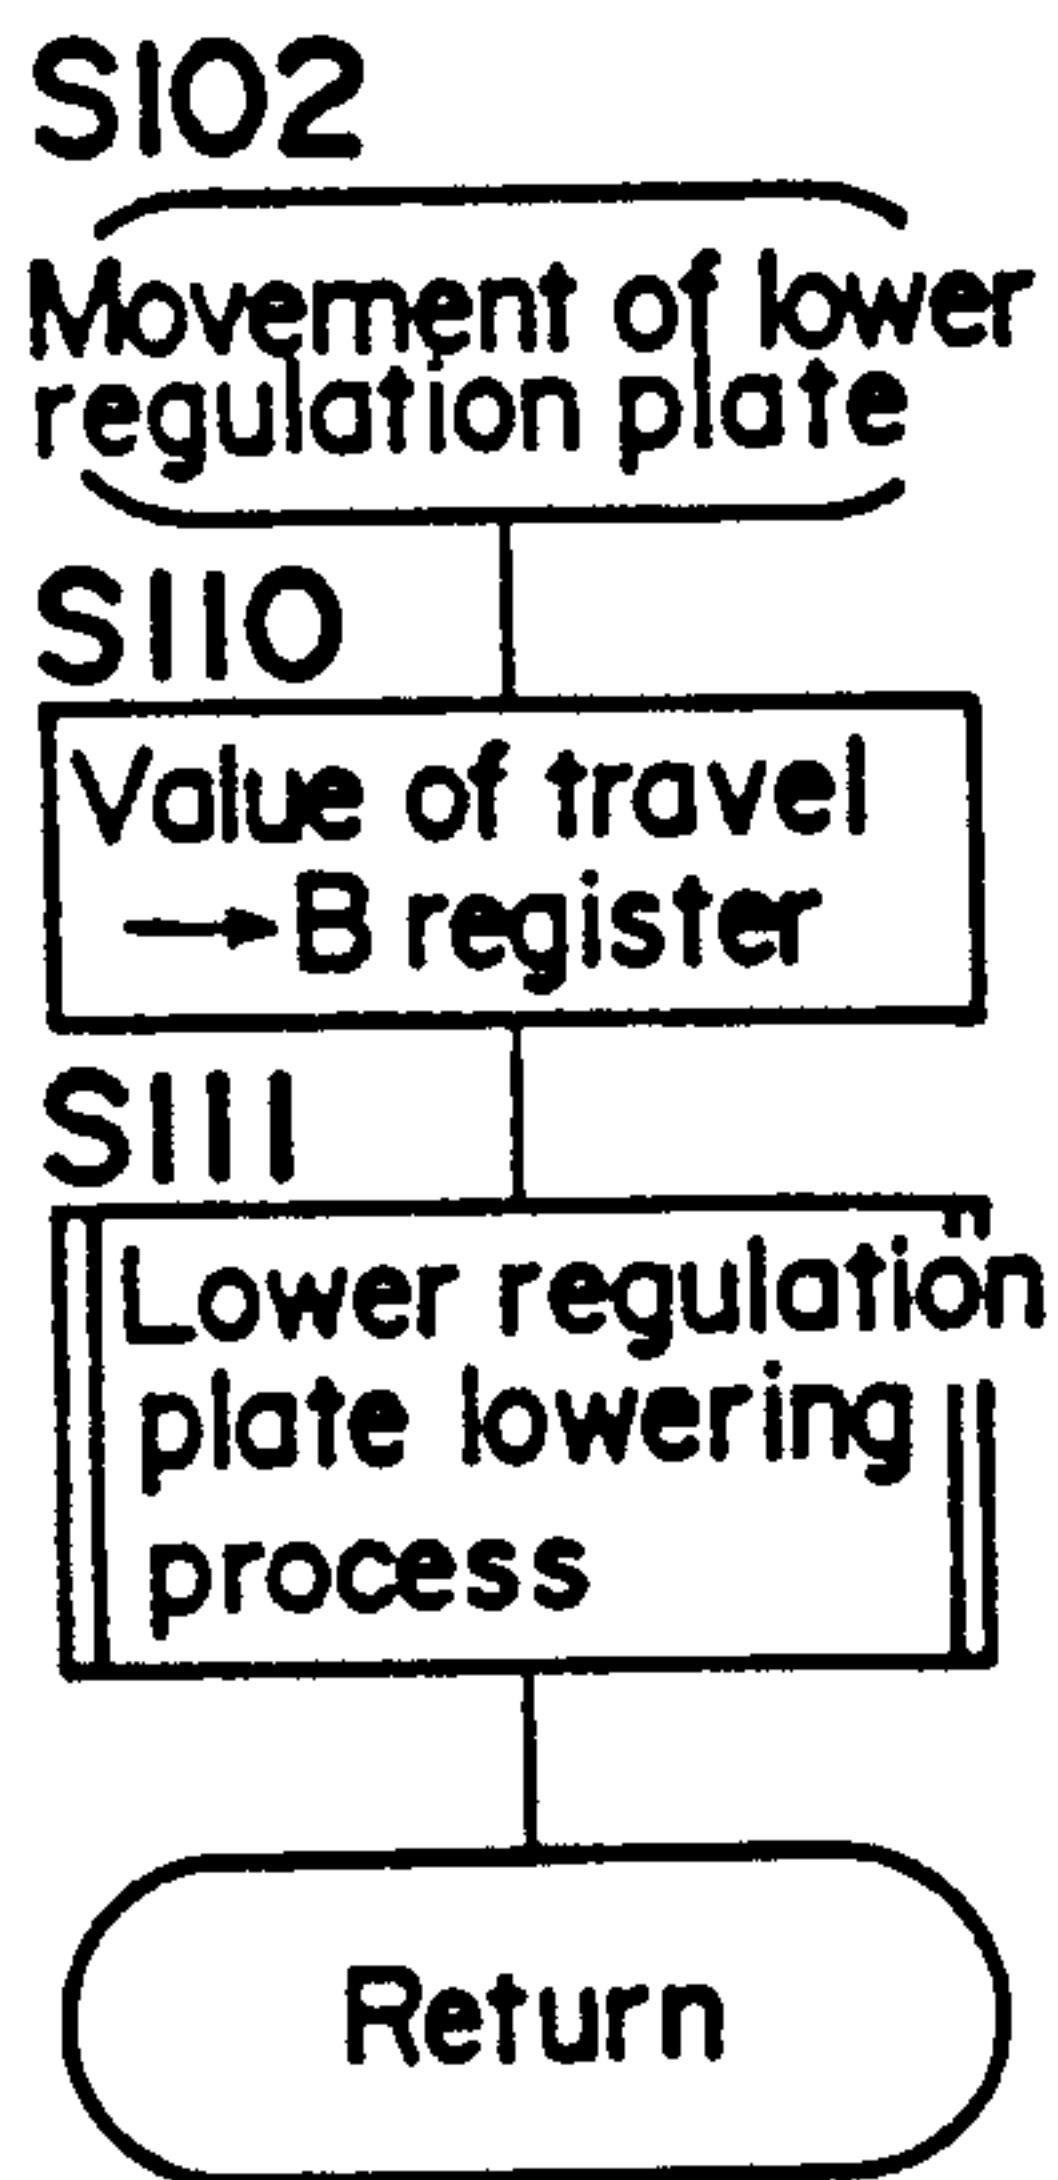 S102
Movement of lower
regulation plate
S110
Value of travel
→ B register
S111
Lower regulation
plate lowering
process
Return